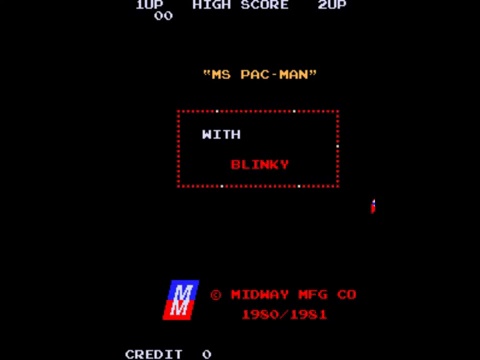 1UP HIGH SCORE 2UP
00
"MS PAC-MAN"
WITH
BLINKY
MM
© MIDWAY MFG CO
1980/1981
CREDIT 0